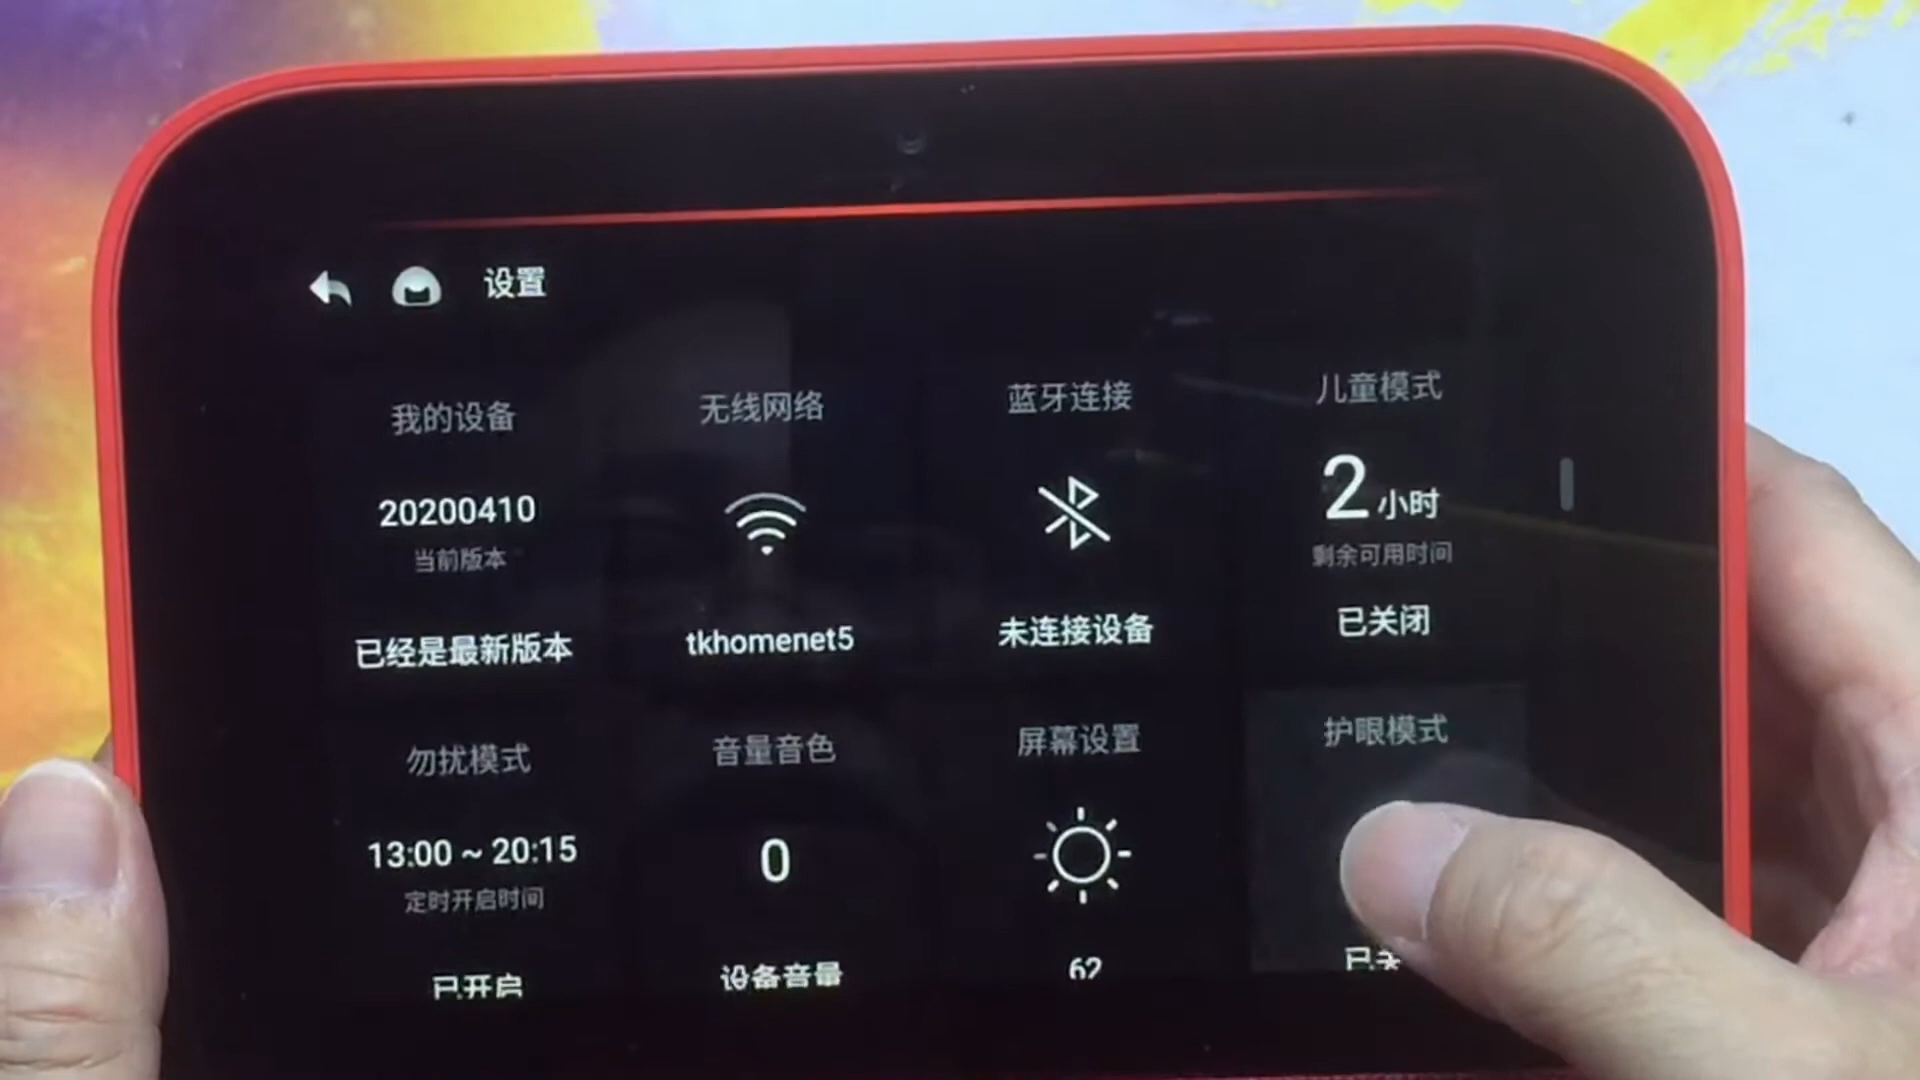 设置
我的设备
20200410
当前版本
已经是最新版本
无线网络
tkhomenet5
蓝牙连接
未连接设备
儿童模式
2小时
剩余可用时间
已关闭
勿扰模式
13:00 ~ 20:15
定时开启时间
已开启
音量音色
0
设备音量
屏幕设置
62
护眼模式
已关